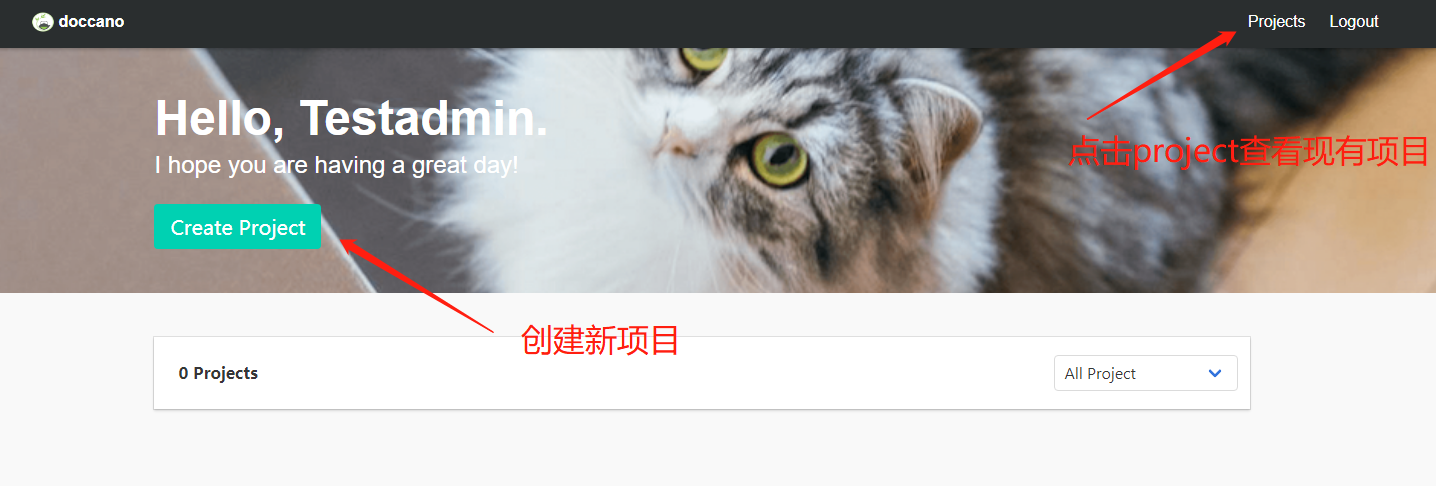 doccano
Projects
Logout
Hello, Testadmin.
I hope you are having a great day!
点击project查看现有项目
Create Project
创建新项目
0 Projects
All Project